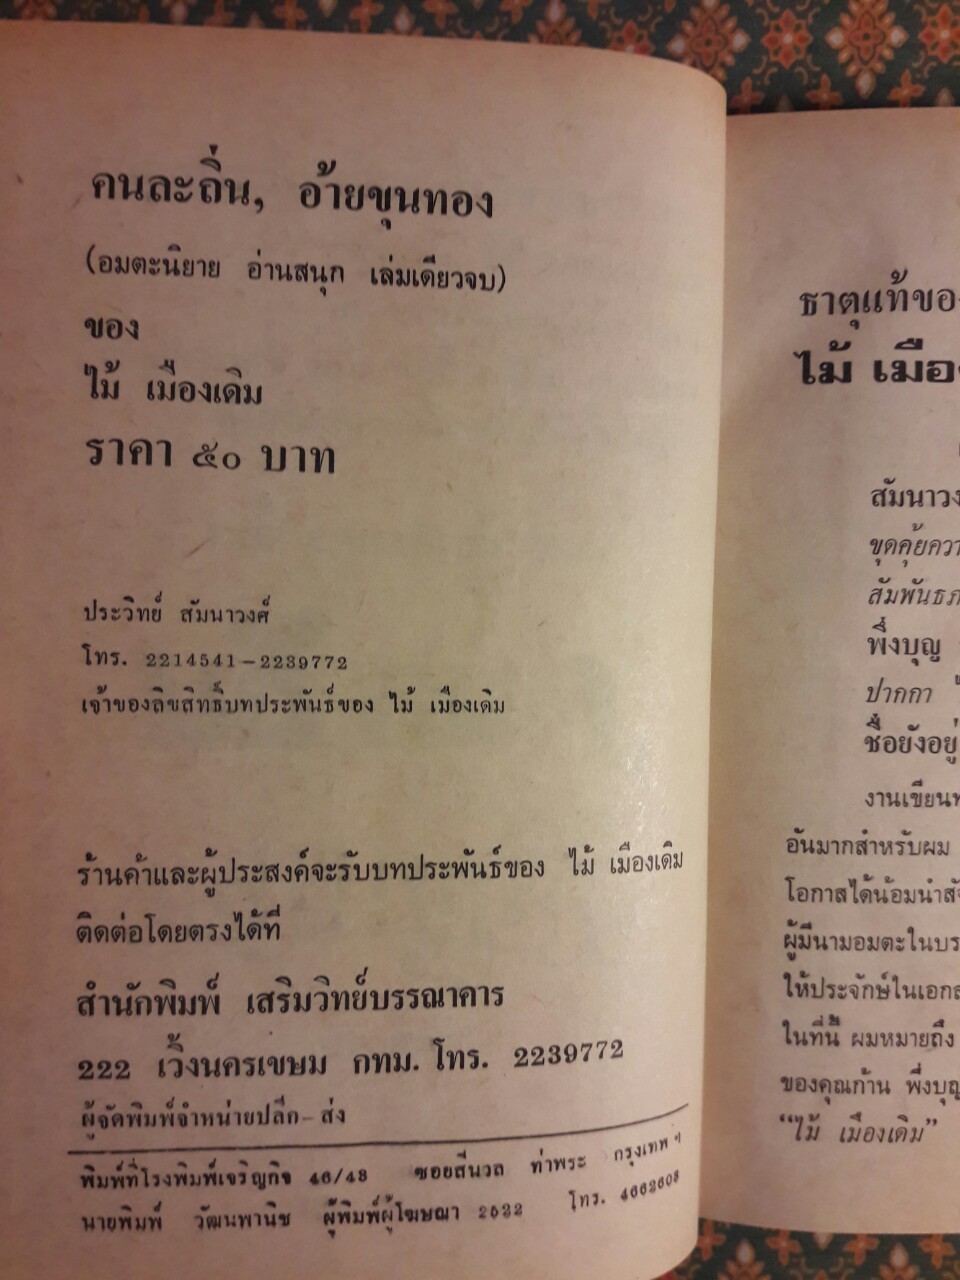 คนละถิ่น, อ้ายขุนทอง
(อมตะนิยาย อ่านสนุก เล่มเดียวจบ)
ของ
ไม้ เมืองเดิม
ราคา ๕๐ บาท
ประวิทย์ สัมนาวงศ์
โทร. 2214541-2239772
เจ้าของลิขสิทธิ์บทประพันธ์ของ ไม้ เมืองเดิม
ร้านค้าและผู้ประสงค์จะรับบทประพันธ์ของ ไม้ เมืองเดิม
ติดต่อโดยตรงได้ที่
สำนักพิมพ์ เสริมวิทย์บรรณาคาร
222 เวิ้งนครเขษม กทม. โทร. 2239772
ผู้จัดพิมพ์จำหน่ายปลีก-ส่ง
พิมพ์ที่โรงพิมพ์เจริญกิจ 46/48 ซอยสีนวล ท่าพระ กรุงเทพฯ
นายพิมพ์ วัฒนพานิช ผู้พิมพ์ผู้โฆษณา 2522 โทร. 4662608
ธาตุแท้ของ
ไม้ เมือง
สัมนาวง
ขุดคุ้ยควา
สัมพันธภ
พึ่งบุญ
ปากกา
ชื่อยังอยู่
งานเขียน
อันมากสำหรับผม
โอกาสได้น้อมนำ
ผู้มีนามอมตะในบร
ให้ประจักษ์ในเอก
ในที่นี้ ผมหมายถึง
ของคุณก้าน พึ่งบุญ
"ไม้ เมืองเดิม"